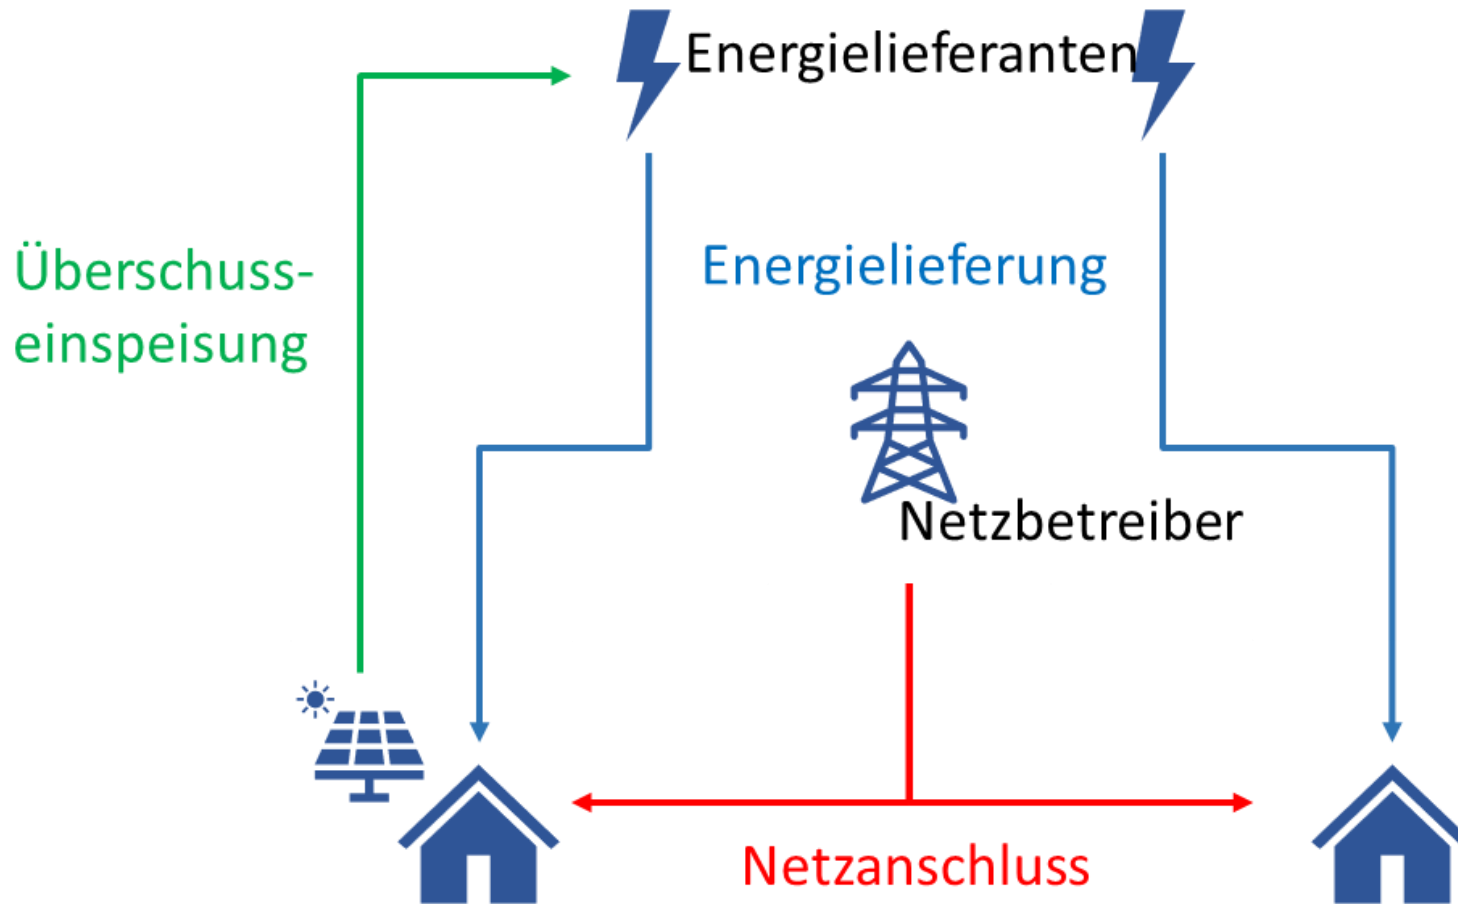 Energielieferanten
Überschuss-
einspeisung
Energielieferung
Netzbetreiber
Netzanschluss